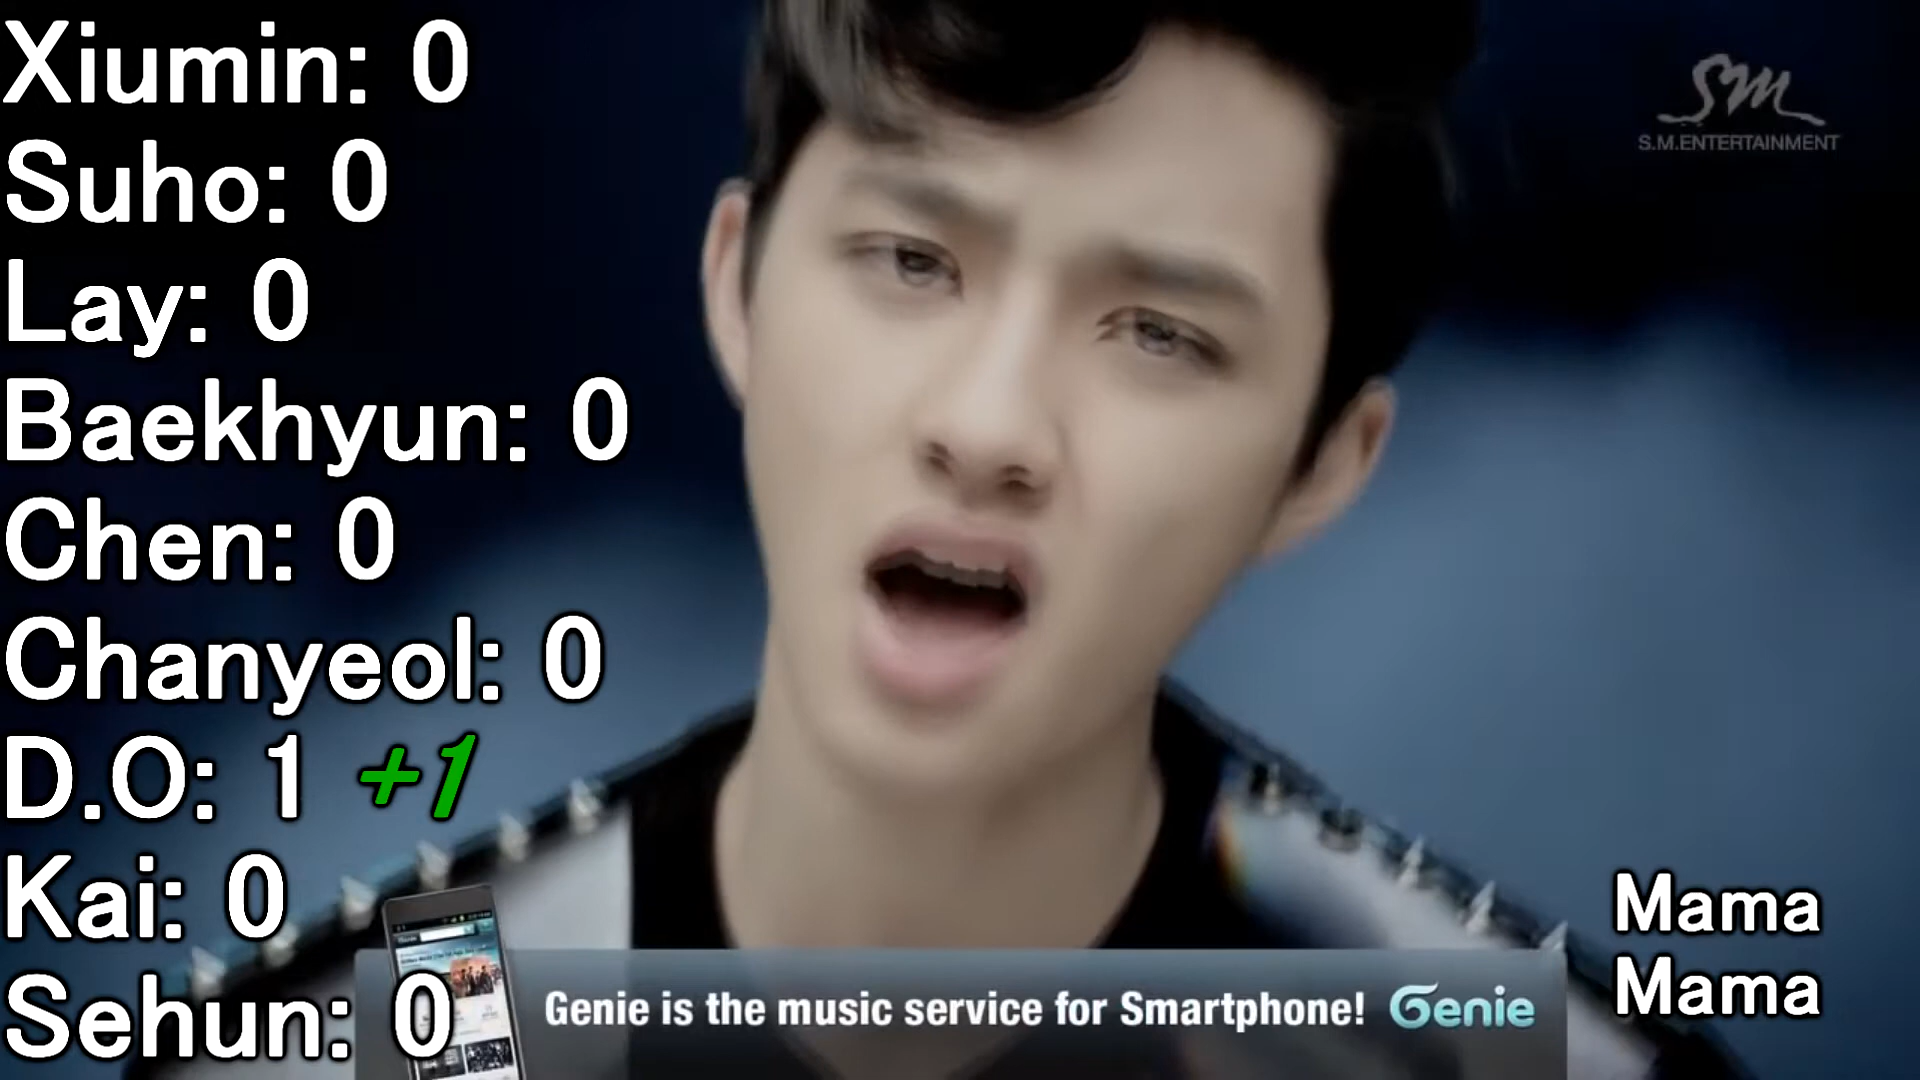 Xiumin: 0
Suho: 0
Lay: 0
Baekhyun: 0
Chen: 0
Chanyeol: 0
D.O: 1 +1
Kai: 0
Sehun: 0
SM
S.M.ENTERTAINMENT
Mama
Mama
Genie is the music service for Smartphone! Genie